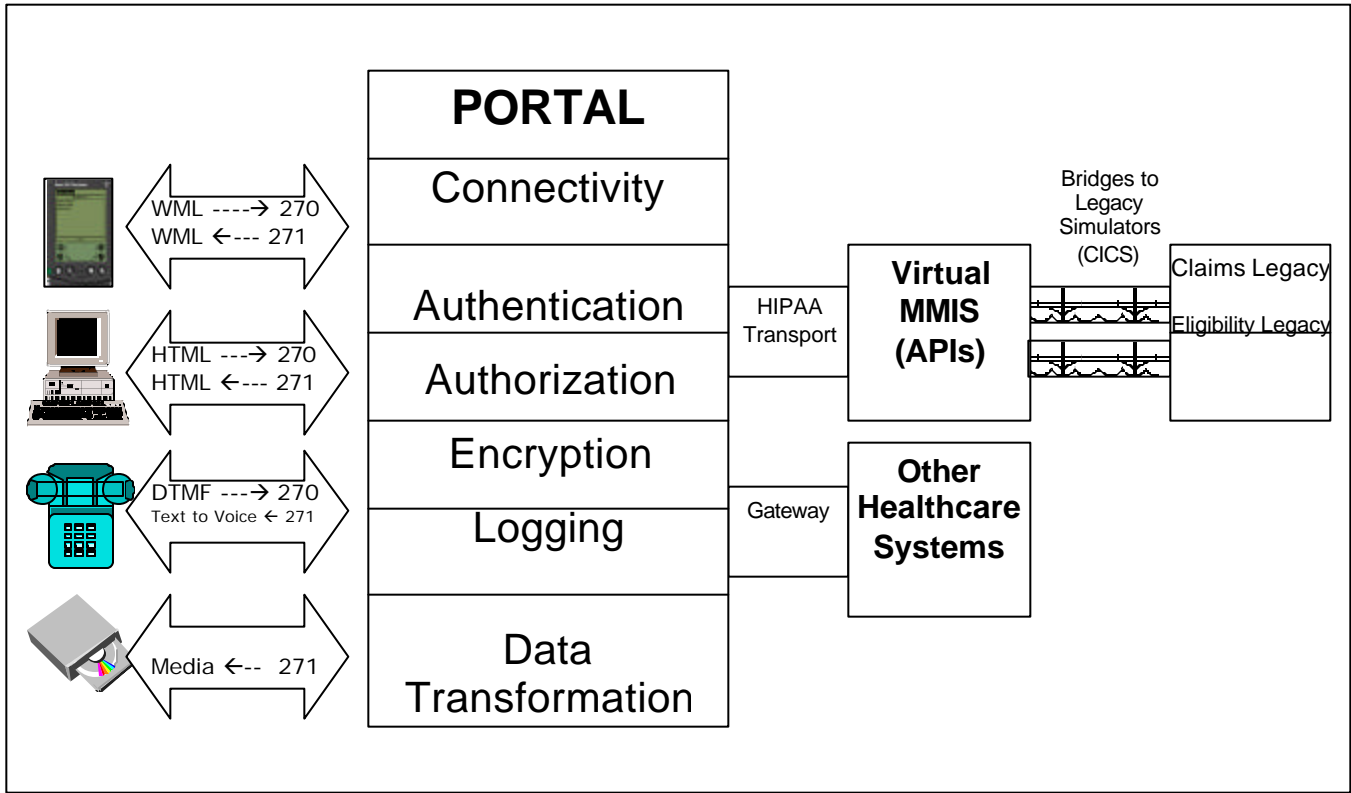 PORTAL
Connectivity
Authentication
Authorization
Encryption
Logging
Data
Transformation
WML ----→ 270
WML ←--- 271
HTML ---→ 270
HTML ←--- 271
DTMF ---→ 270
Text to Voice ← 271
Media ←-- 271
HIPAA
Transport
Gateway
Virtual
MMIS
(APIs)
Other
Healthcare
Systems
Bridges to
Legacy
Simulators
(CICS)
Claims Legacy
Eligibility Legacy